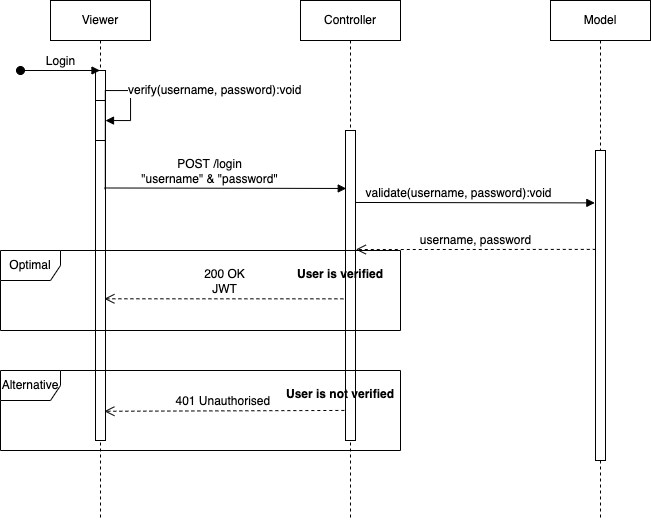 Viewer
Controller
Model
Login
verify(username, password):void
POST /login
"username" & "password"
validate(username, password):void
username, password
Optimal
200 OK
JWT
User is verified
Alternative
401 Unauthorised
User is not verified